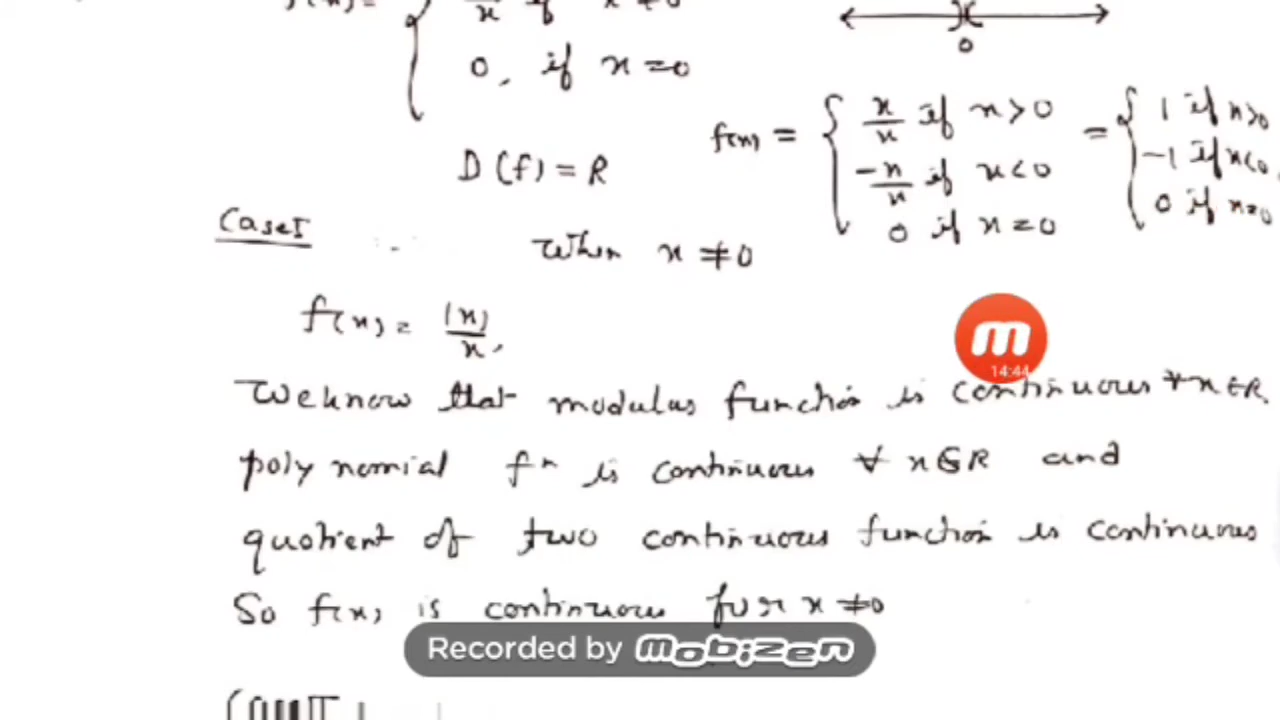 f(x) = { |x|/x if x ≠ 0
0, if x = 0
0
f(x) = { x/x if x > 0 = { 1 if x > 0
-x/x if x < 0 -1 if x < 0
0 if x = 0 0 if x = 0
D (f) = R
Case I
When x ≠ 0
f(x) = |x|/x.
14:44
We know that modulus function is continuous ∀ x ∈ R.
polynomial fn is continuous ∀ x ∈ R and
quotient of two continuous function is continuous
So f(x) is continuous for x ≠ 0
Recorded by mobizen